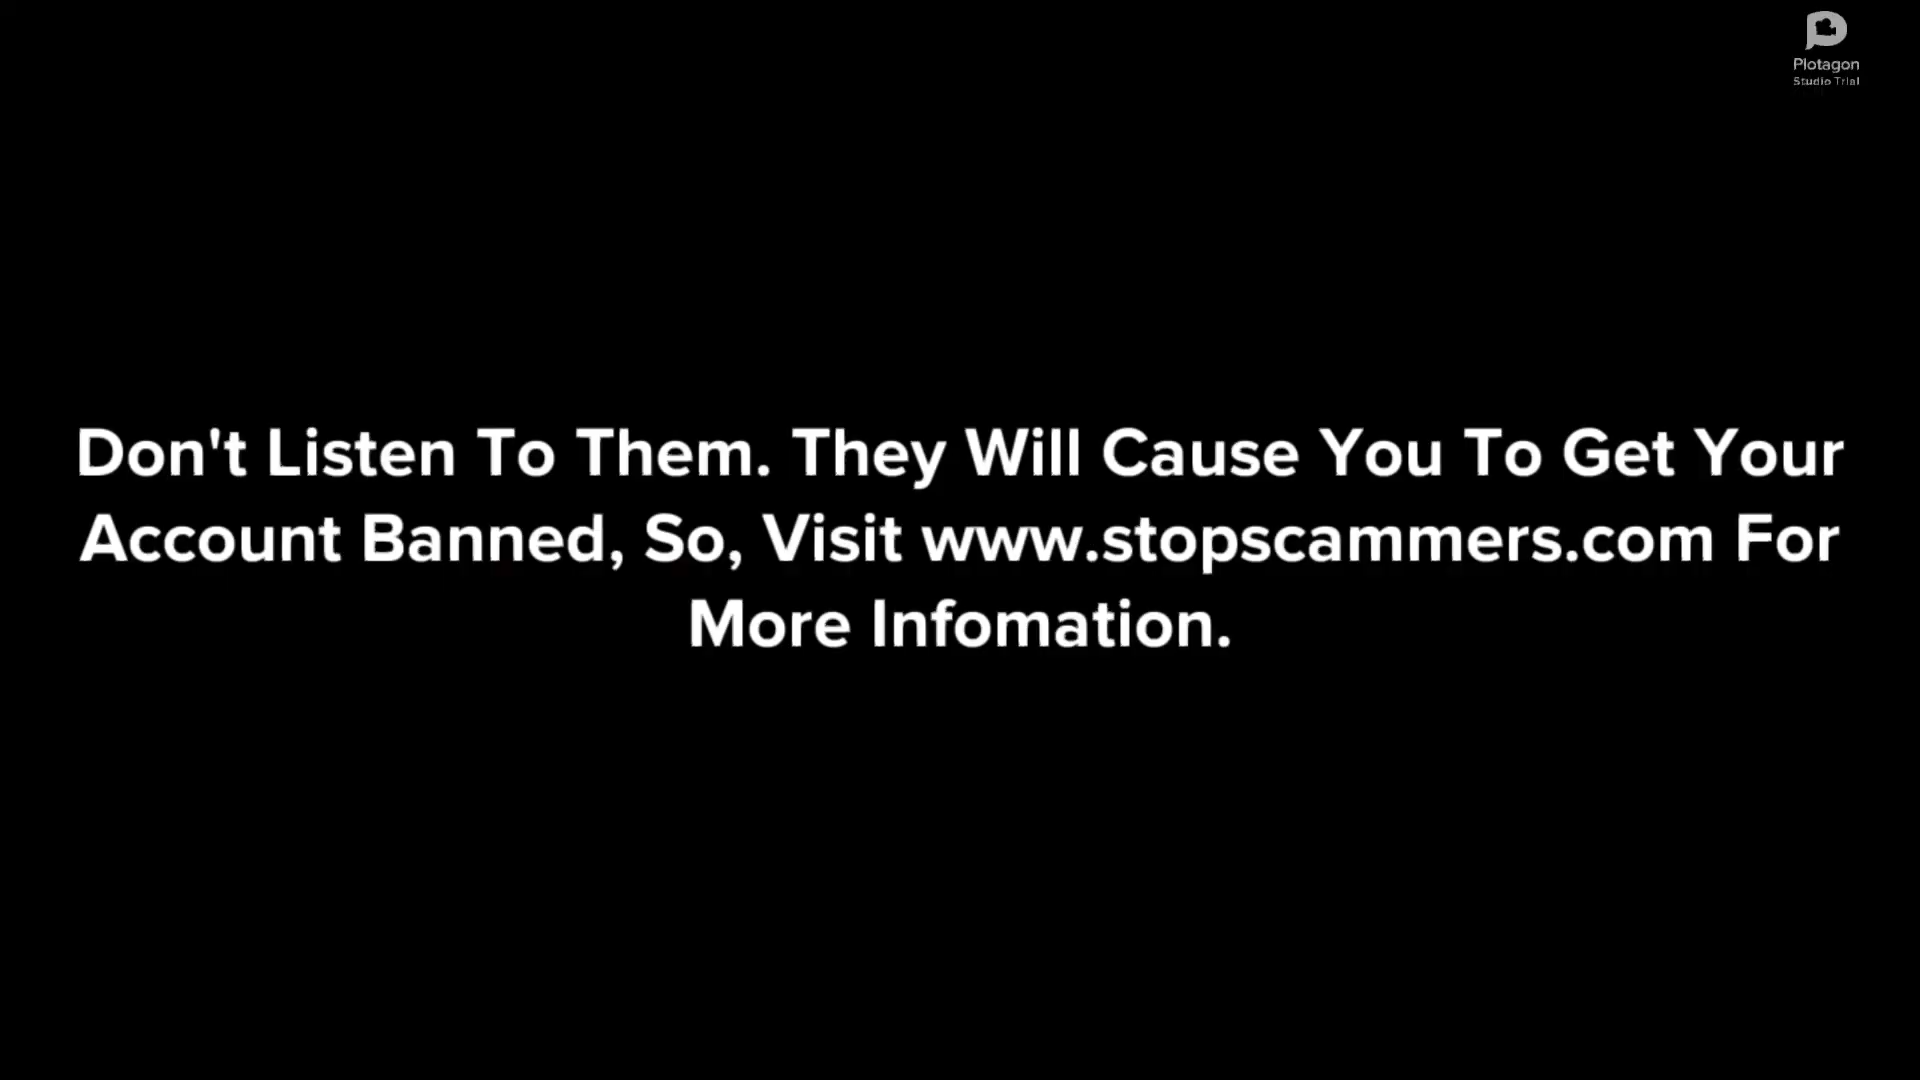 Plotagon
Studio Trial
Don't Listen To Them. They Will Cause You To Get Your
Account Banned, So, Visit www.stopscammers.com For
More Infomation.